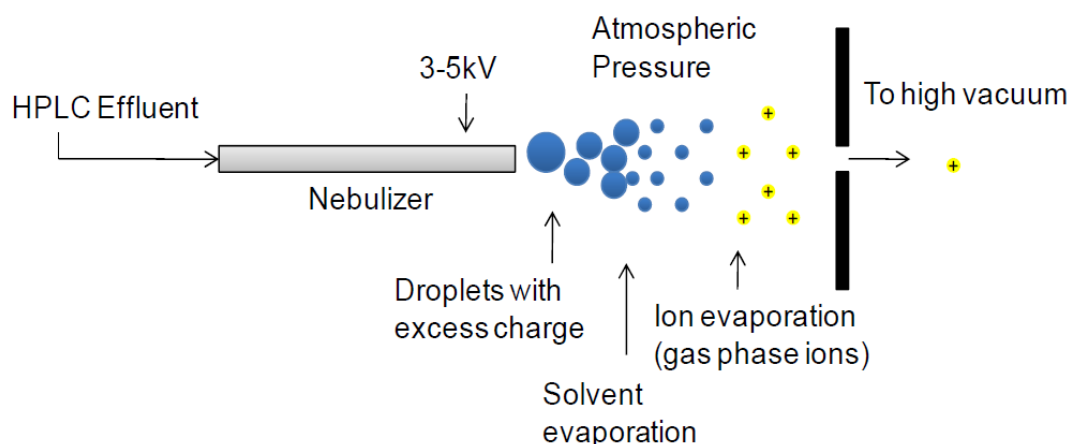 Atmospheric
Pressure
3-5kV
To high vacuum
HPLC Effluent
Nebulizer
Droplets with
excess charge
Ion evaporation
(gas phase ions)
Solvent
evaporation
+
+
+
+
+
+
+